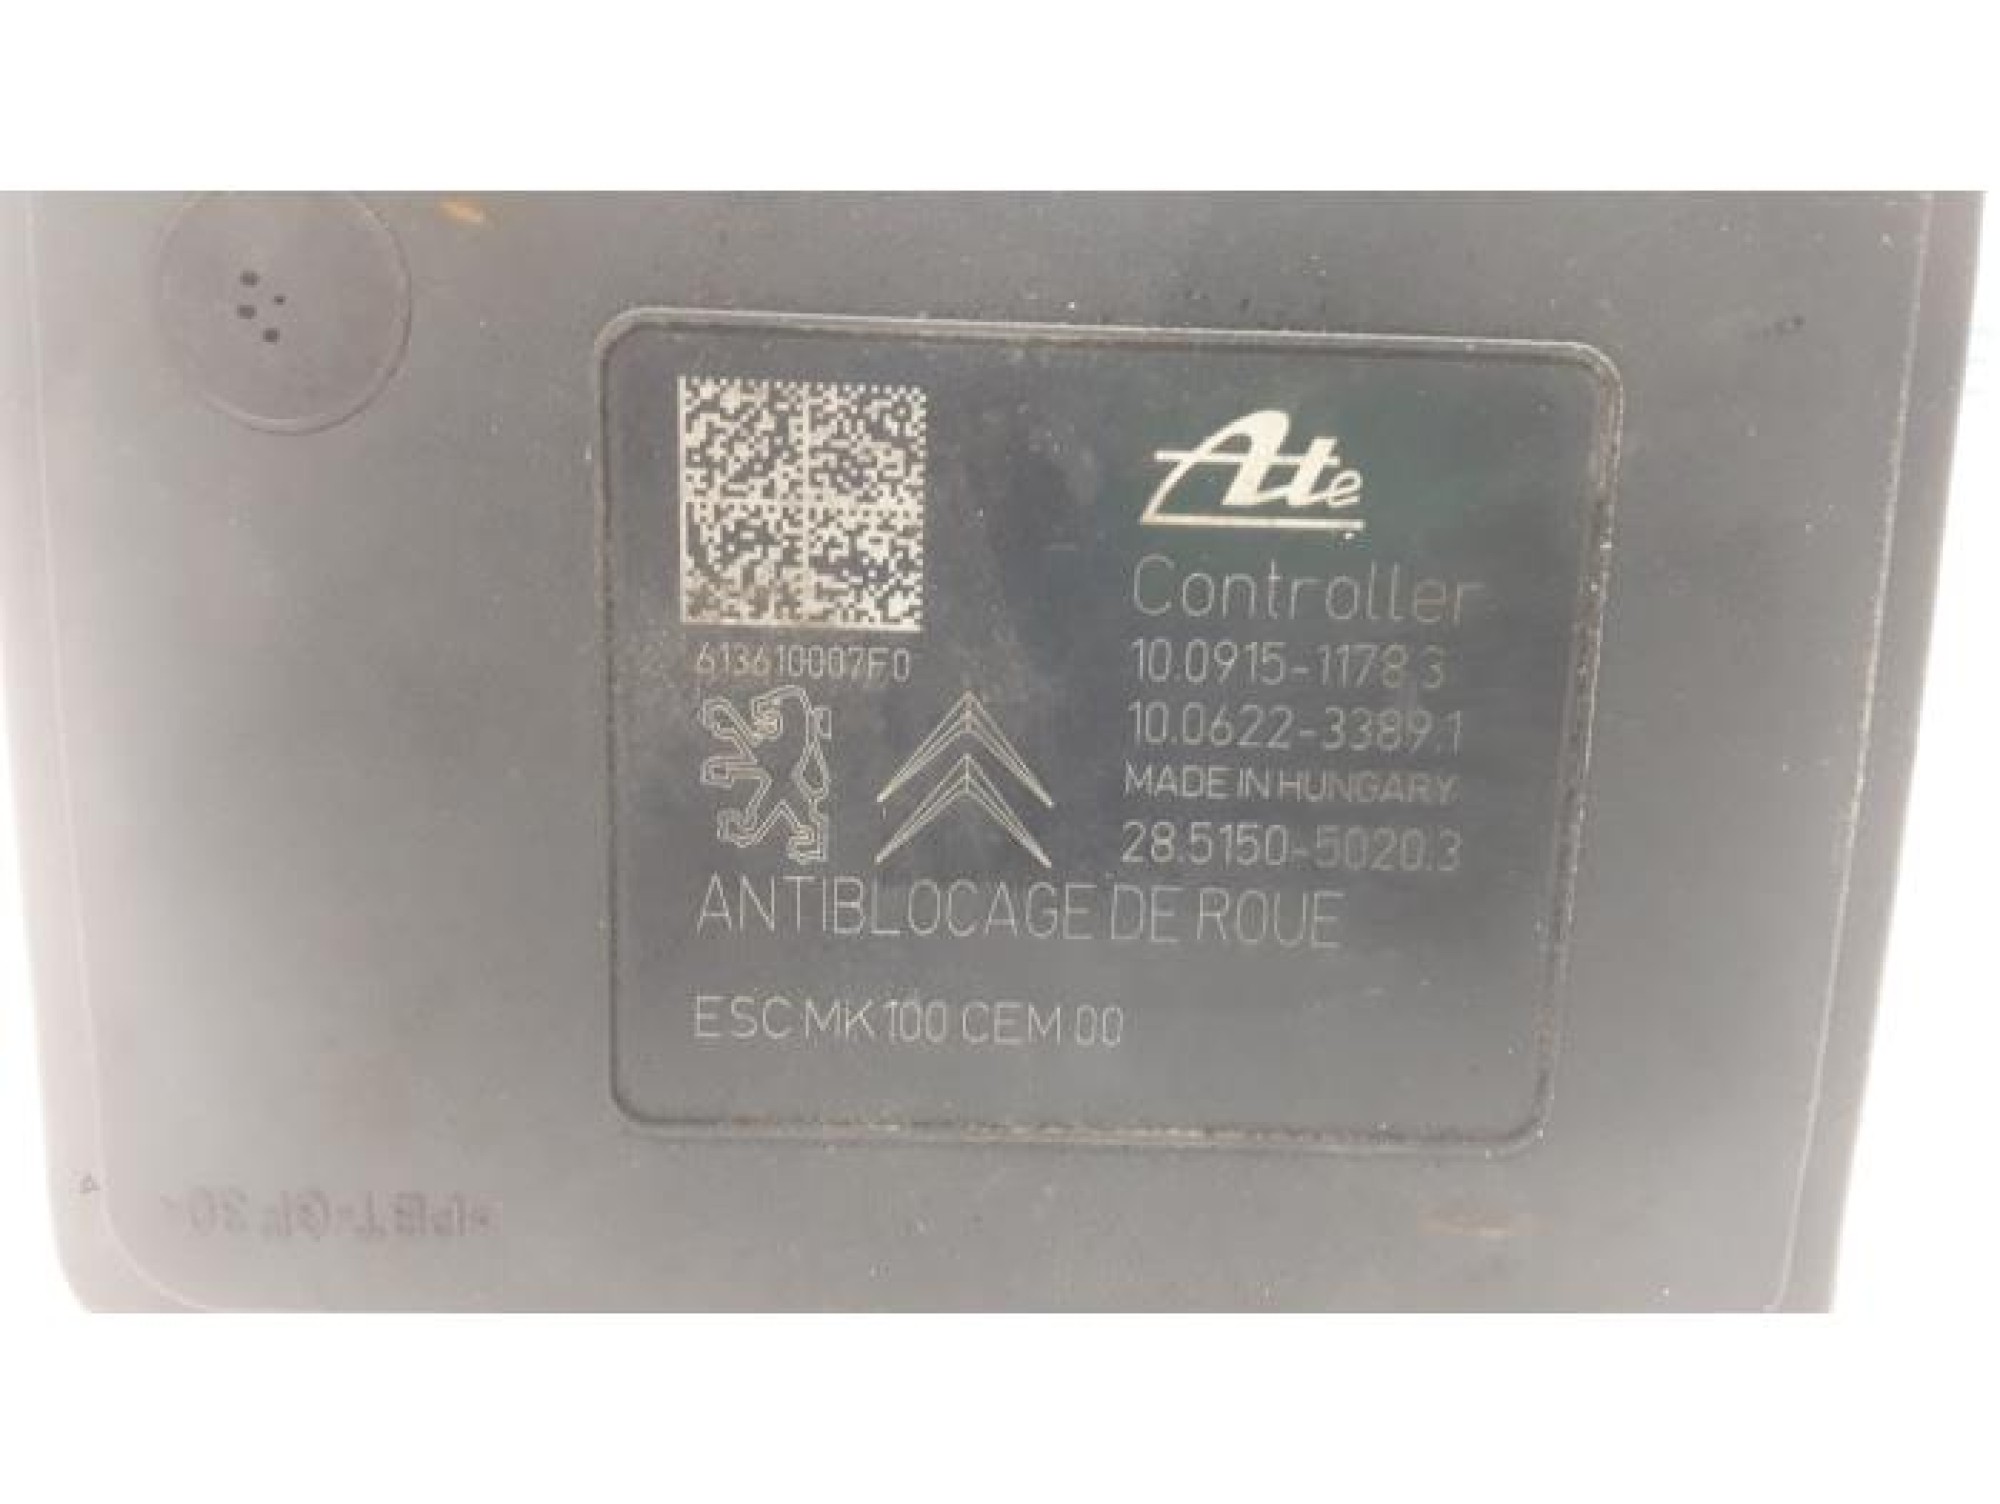 Ate
Controller
613610007F0
10.0915-1178.3
10.0622-3389.1
MADE IN HUNGARY
28.5150-5020.3
ANTIBLOCAGE DE ROUE
ESC MK100 CEM 00
4